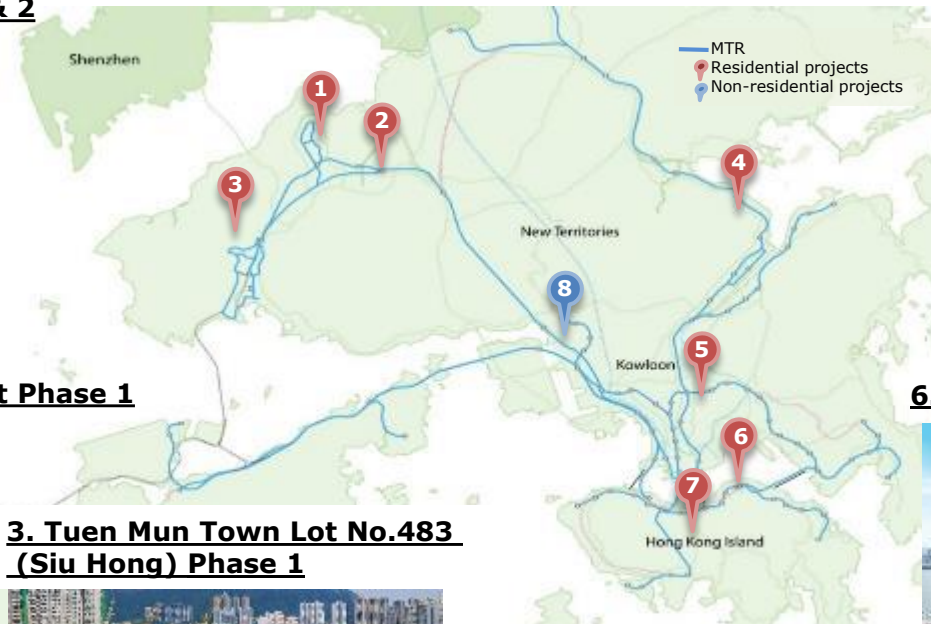 & 2
Shenzhen
MTR
Residential projects
Non-residential projects
1
2
3
4
New Territories
8
Kowloon
5
t Phase 1
6.
6
7
Hong Kong Island
3. Tuen Mun Town Lot No.483
(Siu Hong) Phase 1